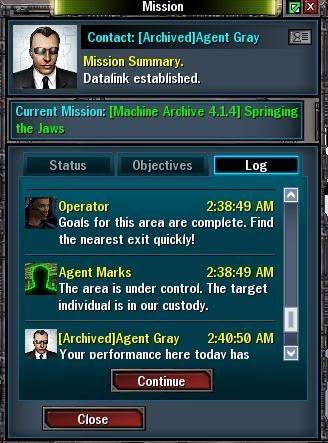 Mission
Contact: [Archived]Agent Gray
Mission Summary.
Datalink established.
Current Mission: [Machine Archive 4.1.4] Springing
the Jaws
Status
Objectives
Log
Operator 2:38:49 AM
Goals for this area are complete. Find
the nearest exit quickly!
Agent Marks 2:38:49 AM
The area is under control. The target
individual is in our custody.
[Archived]Agent Gray 2:40:50 AM
Your performance here today has
Continue
Close